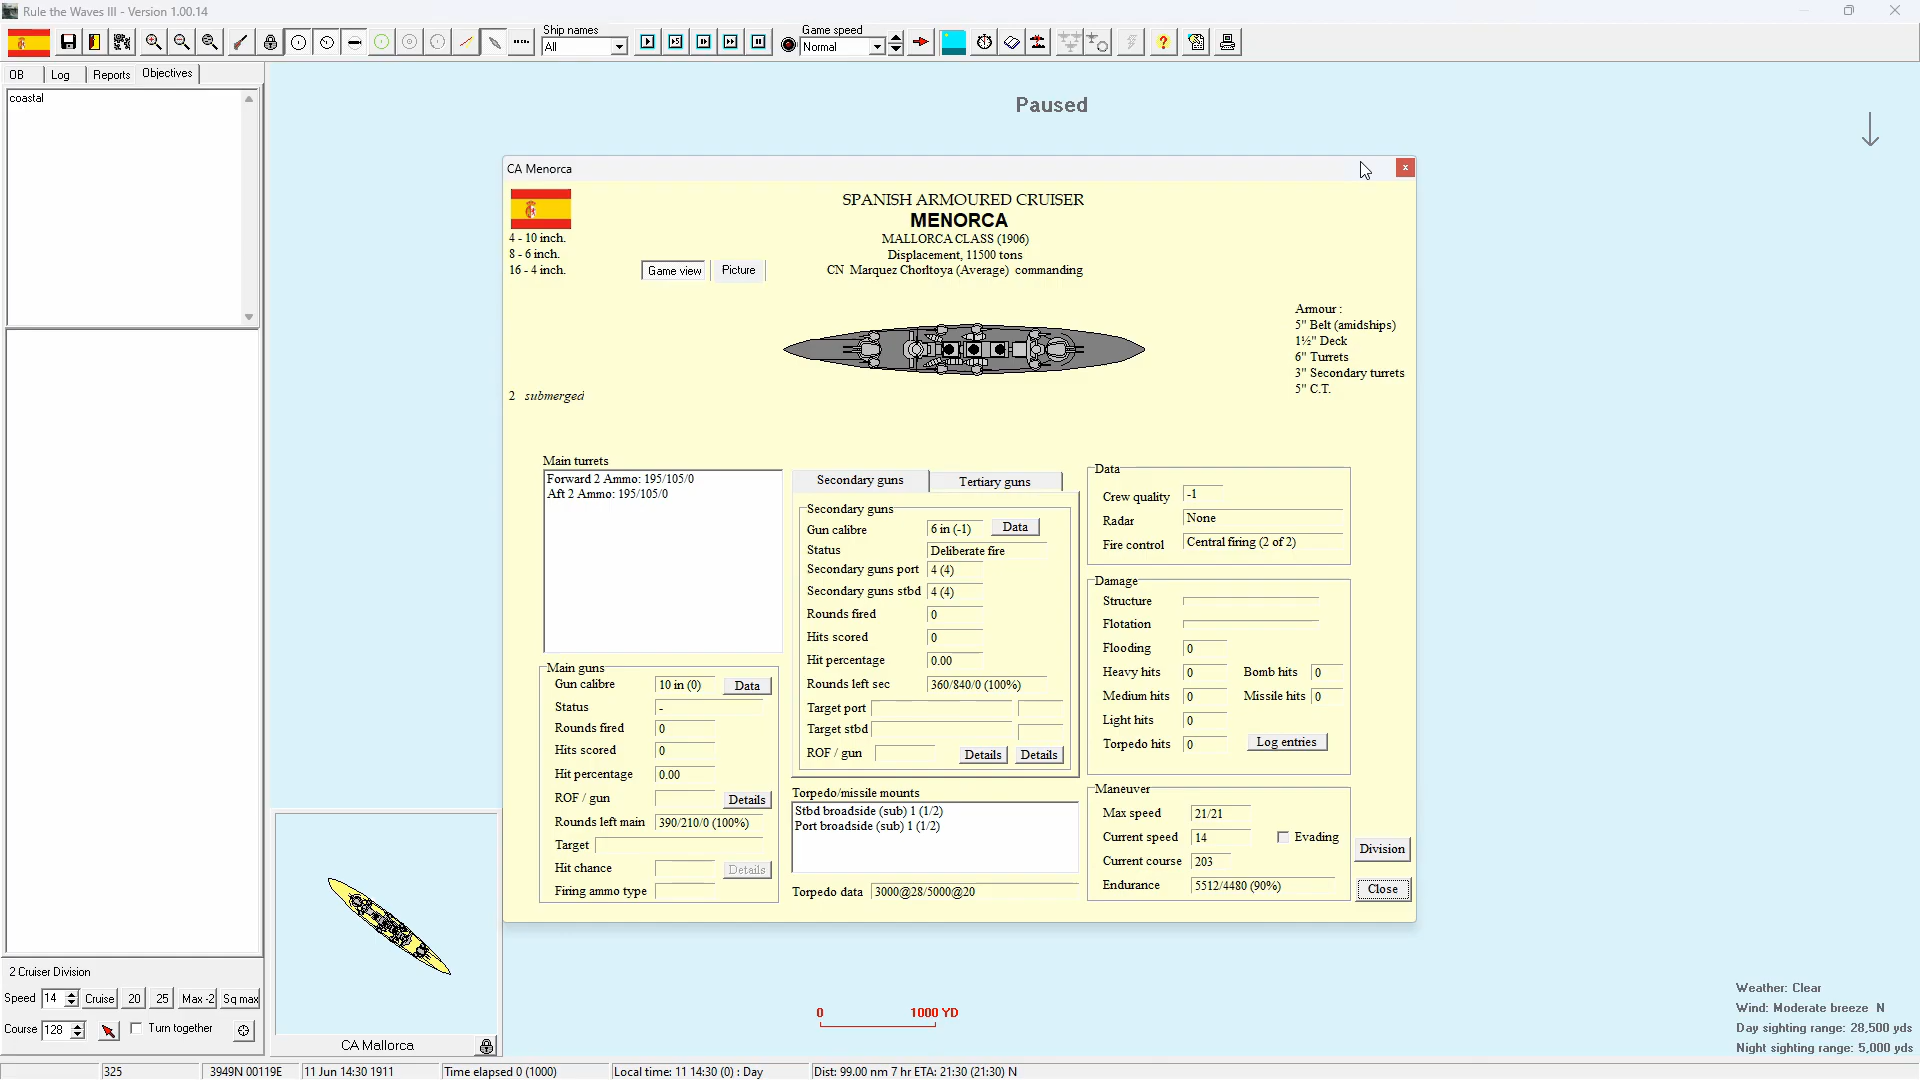 Rule the Waves III - Version 1.00.14
Ship names
All
Game speed
Normal
OB Log Reports Objectives
coastal
Paused
CA Menorca
SPANISH ARMOURED CRUISER
MENORCA
MALLORCA CLASS (1906)
Displacement, 11500 tons
CN Marquez Chorltoya (Average) commanding
4 - 10 inch.
8 - 6 inch.
16 - 4 inch.
Game view Picture
Armour :
5" Belt (amidships)
1½" Deck
6" Turrets
3" Secondary turrets
5" C.T.
2 submerged
Main turrets
Forward 2 Ammo: 195/105/0
Aft 2 Ammo: 195/105/0
Main guns
Gun calibre 10 in (0) Data
Status -
Rounds fired 0
Hits scored 0
Hit percentage 0.00
ROF / gun Details
Rounds left main 390/210/0 (100%)
Target
Hit chance Details
Firing ammo type
Secondary guns Tertiary guns
Secondary guns
Gun calibre 6 in (-1) Data
Status Deliberate fire
Secondary guns port 4 (4)
Secondary guns stbd 4 (4)
Rounds fired 0
Hits scored 0
Hit percentage 0.00
Rounds left sec 360/840/0 (100%)
Target port
Target stbd
ROF / gun Details Details
Torpedo/missile mounts
Stbd broadside (sub) 1 (1/2)
Port broadside (sub) 1 (1/2)
Torpedo data 3000@28/5000@20
Data
Crew quality -1
Radar None
Fire control Central firing (2 of 2)
Damage
Structure
Flotation
Flooding 0
Heavy hits 0 Bomb hits 0
Medium hits 0 Missile hits 0
Light hits 0
Torpedo hits 0 Log entries
Maneuver
Max speed 21/21
Current speed 14 Evading
Current course 203
Endurance 5512/4480 (90%)
Division
Close
2 Cruiser Division
Speed 14 Cruise 20 25 Max -2 Sq max
Course 128 Turn together
CA Mallorca
0 1000 YD
Weather: Clear
Wind: Moderate breeze N
Day sighting range: 28,500 yds
Night sighting range: 5,000 yds
325 3949N 00119E 11 Jun 14:30 1911 Time elapsed 0 (1000) Local time: 11 14:30 (0) : Day Dist: 99.00 nm 7 hr ETA: 21:30 (21:30) N